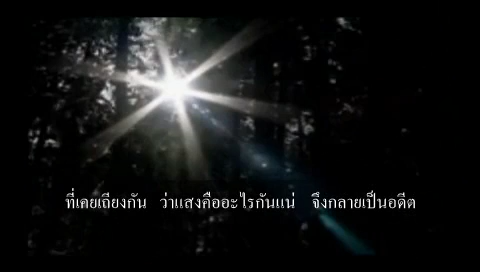 ที่เคยเถียงกัน ว่าแสงคืออะไรกันแน่ จึงกลายเป็นอดีต